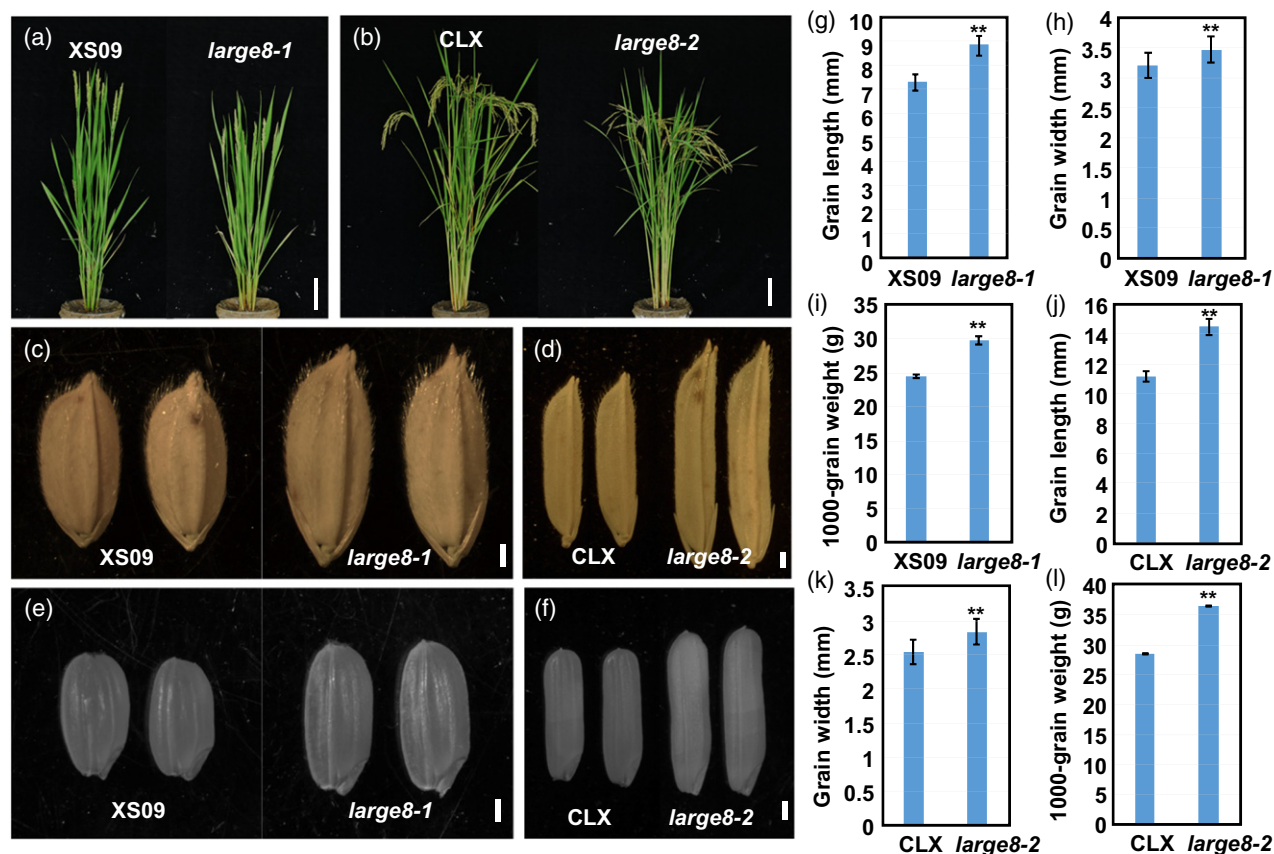 (a)
XS09
large8-1
(b)
CLX
large8-2
(c)
XS09
large8-1
(d)
CLX
large8-2
(e)
XS09
large8-1
(f)
CLX
large8-2
(g)
Grain length (mm)
10
9
8
7
6
5
4
3
2
1
0
**
XS09 large8-1
(h)
Grain width (mm)
4
3.5
3
2.5
2
1.5
1
0.5
0
**
XS09 large8-1
(i)
1000-grain weight (g)
35
30
25
20
15
10
5
0
**
XS09 large8-1
(j)
Grain length (mm)
16
14
12
10
8
6
4
2
0
**
CLX large8-2
(k)
Grain width (mm)
3.5
3
2.5
2
1.5
1
0.5
0
**
CLX large8-2
(l)
1000-grain weight (g)
40
35
30
25
20
15
10
5
0
**
CLX large8-2